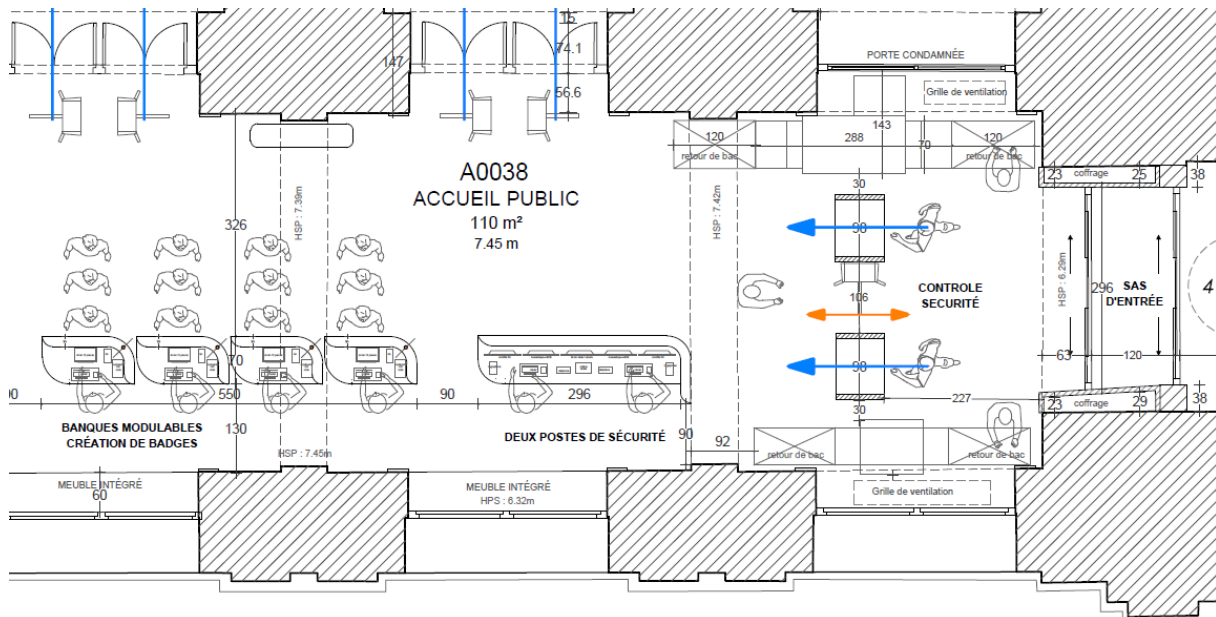 15
74.1
147
56.6
PORTE CONDAMNÉE
Grille de ventilation
143
120
288
70
120
retour de bac
retour de bac
A0038
ACCUEIL PUBLIC
110 m²
7.45 m
HSP : 7.39m
HSP : 7.42m
326
30
98
23
coffrage
25
38
CONTROLE
SECURITÉ
106
HSP : 6.29m
296
SAS
D'ENTRÉE
4
98
63
120
70
90
550
90
296
30
227
23
coffrage
29
38
BANQUES MODULABLES
CRÉATION DE BADGES
130
DEUX POSTES DE SÉCURITÉ
90
92
HSP : 7.45m
retour de bac
retour de bac
MEUBLE INTÉGRÉ
60
MEUBLE INTÉGRÉ
HPS : 6.32m
Grille de ventilation